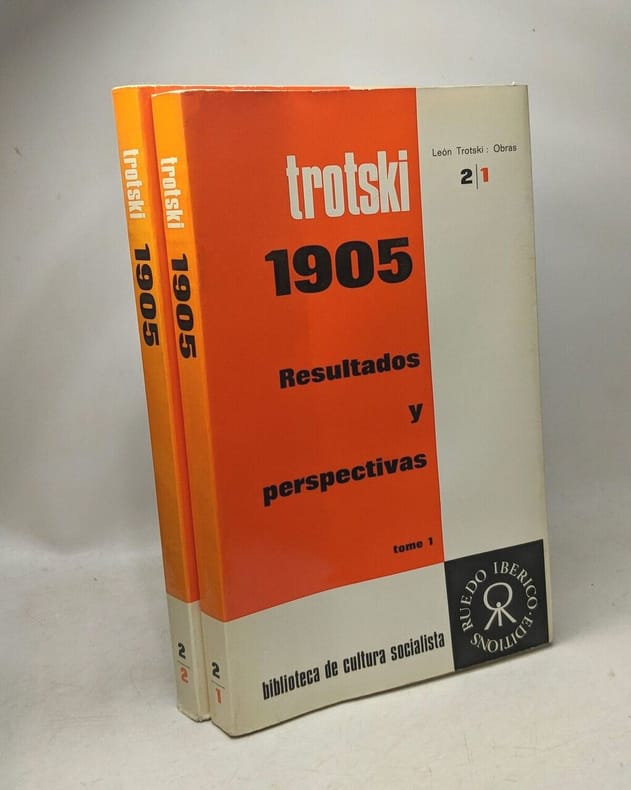 trotski
1905
2
2
trotski
1905
2
1
León Trotski : Obras
2|1
trotski
1905
Resultados
y
perspectivas
tome 1
RUEDO IBERICO · EDITIONS
biblioteca de cultura socialista